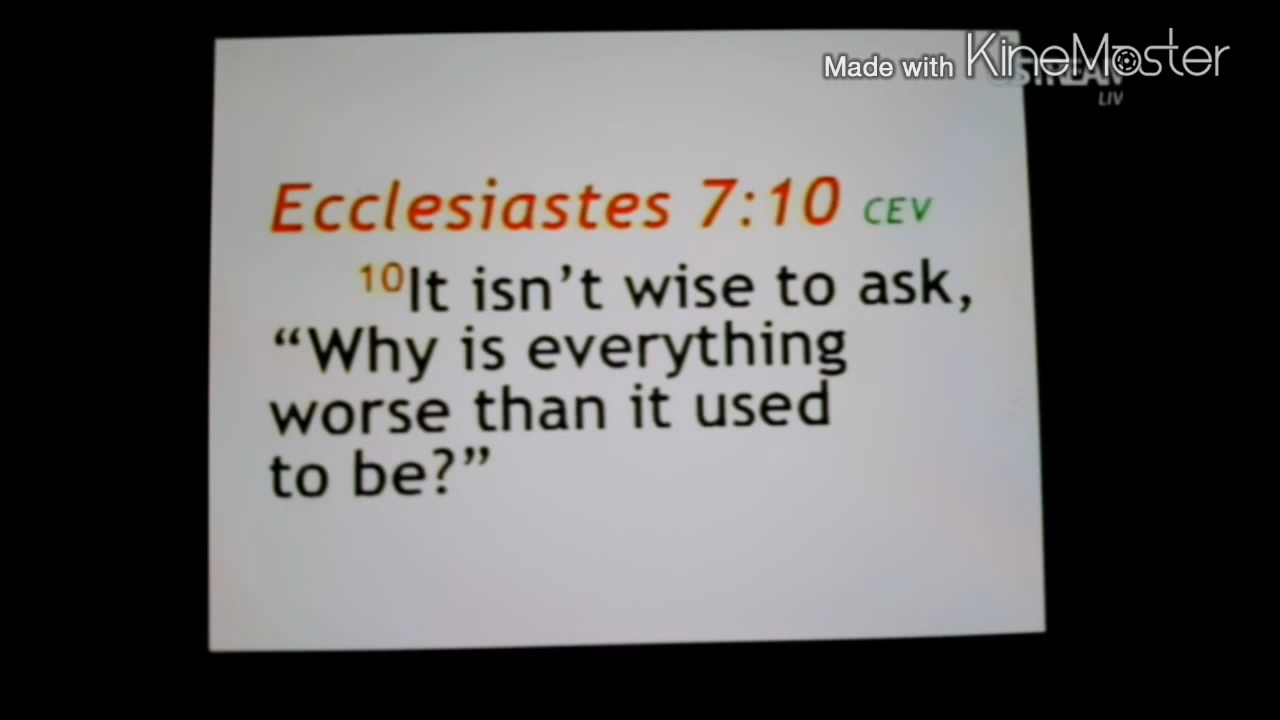 Made with KineMaster
LIV
Ecclesiastes 7:10 CEV
10It isn't wise to ask,
“Why is everything
worse than it used
to be?”